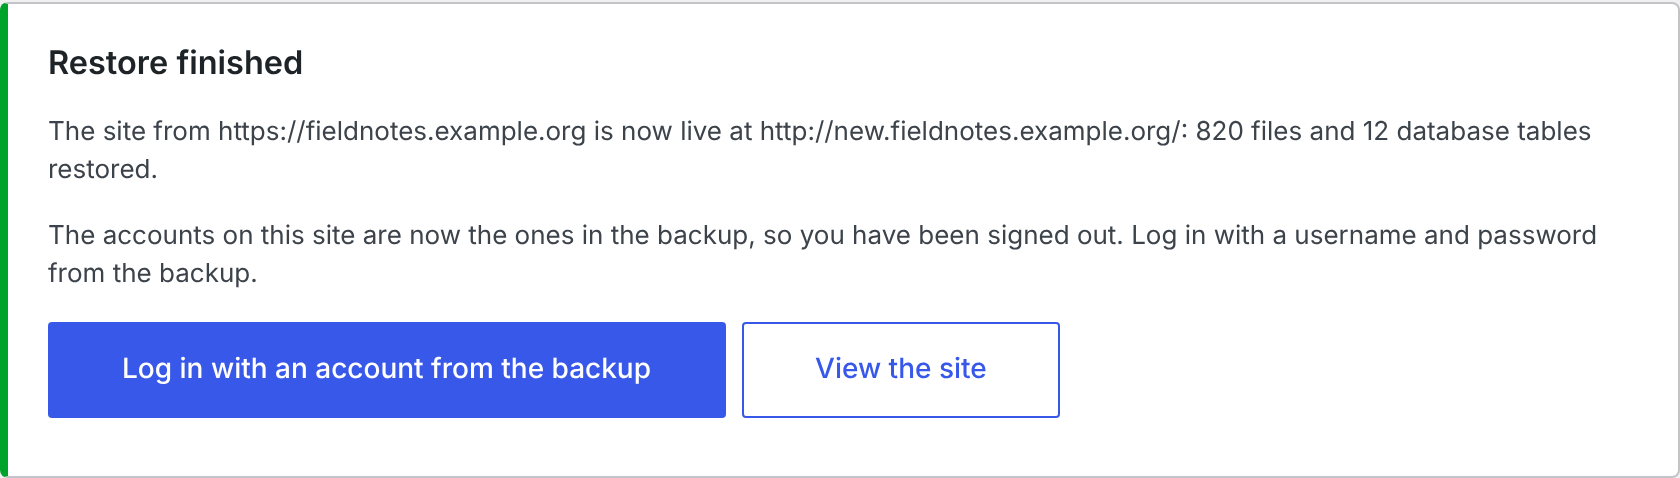 Restore finished
The site from https://fieldnotes.example.org is now live at http://new.fieldnotes.example.org/: 820 files and 12 database tables
restored.
The accounts on this site are now the ones in the backup, so you have been signed out. Log in with a username and password
from the backup.
Log in with an account from the backup
View the site